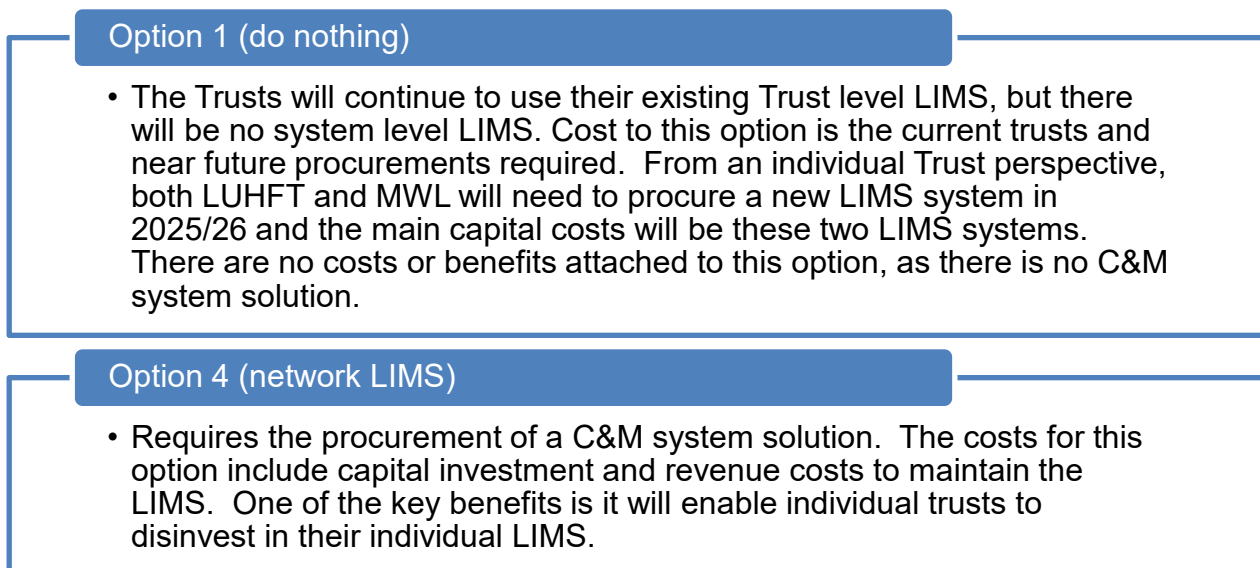 Option 1 (do nothing)
• The Trusts will continue to use their existing Trust level LIMS, but there
will be no system level LIMS. Cost to this option is the current trusts and
near future procurements required.  From an individual Trust perspective,
both LUHFT and MWL will need to procure a new LIMS system in
2025/26 and the main capital costs will be these two LIMS systems.
There are no costs or benefits attached to this option, as there is no C&M
system solution.
Option 4 (network LIMS)
• Requires the procurement of a C&M system solution.  The costs for this
option include capital investment and revenue costs to maintain the
LIMS.  One of the key benefits is it will enable individual trusts to
disinvest in their individual LIMS.